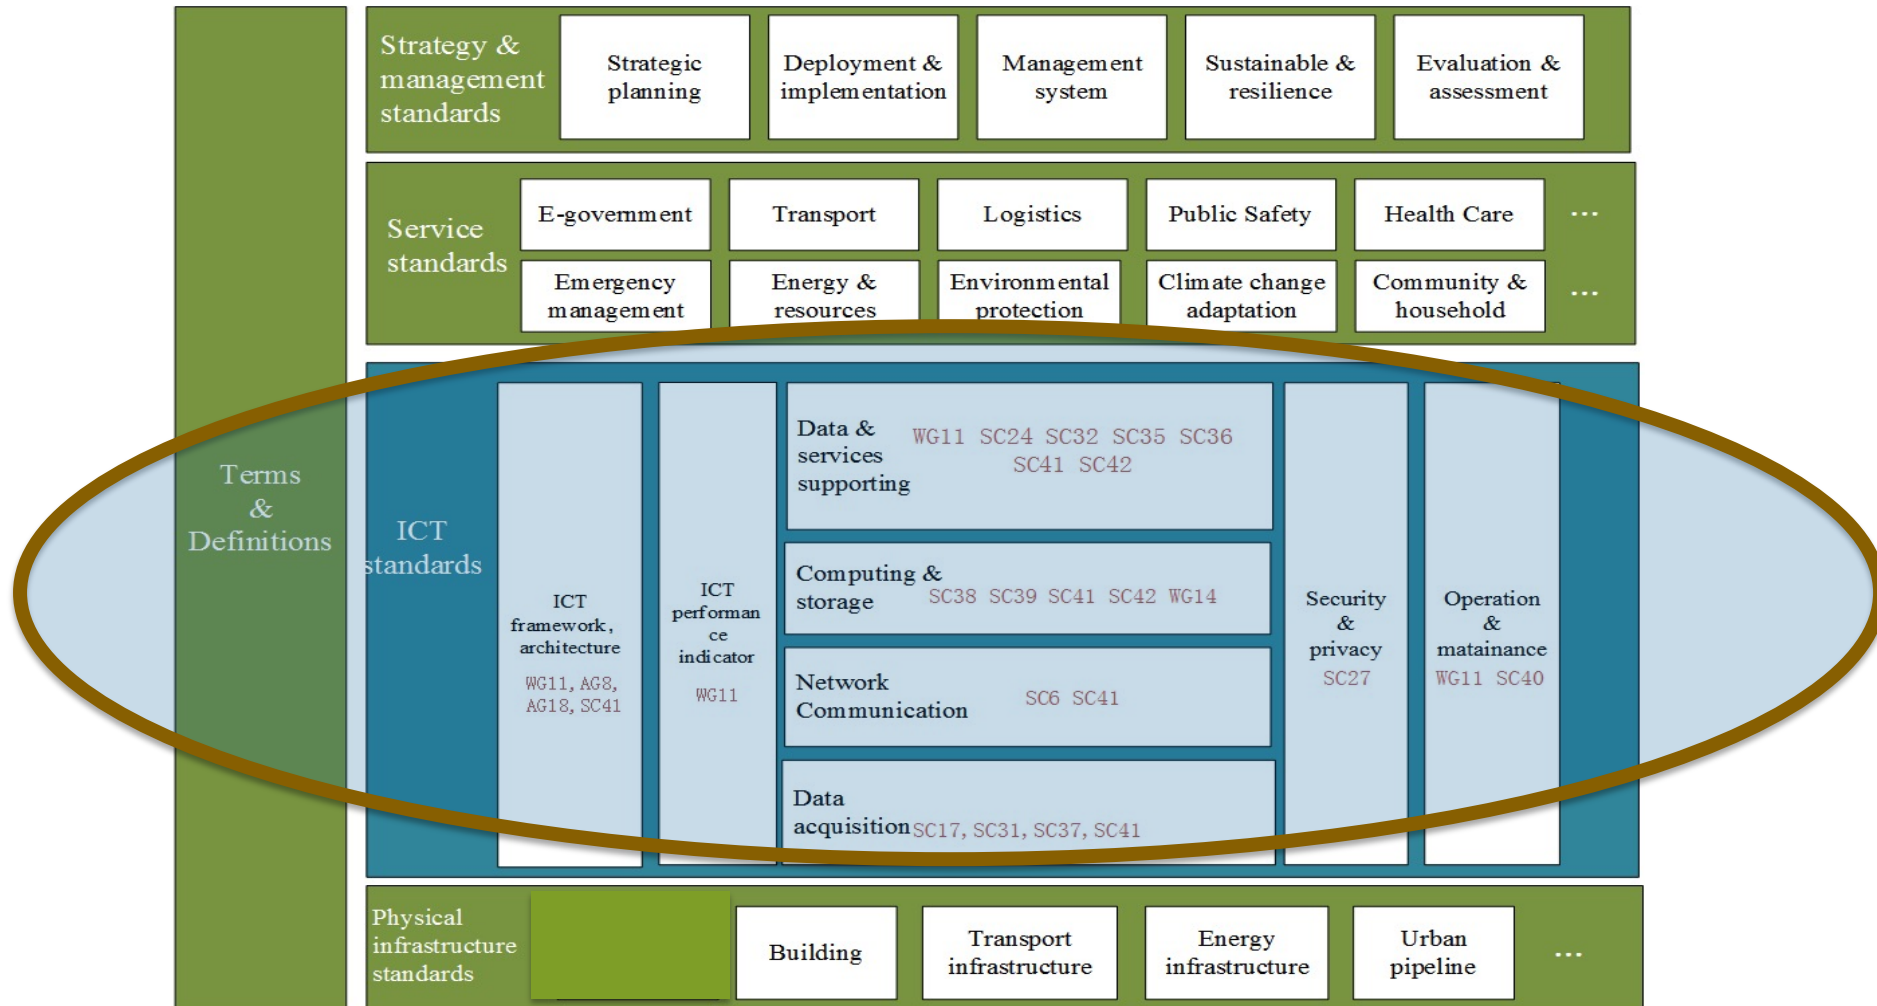 Terms
&
Definitions
Strategy &
management
standards
Strategic
planning
Deployment &
implementation
Management
system
Sustainable &
resilience
Evaluation &
assessment
Service
standards
E-government
Transport
Logistics
Public Safety
Health Care
...
Emergency
management
Energy &
resources
Environmental
protection
Climate change
adaptation
Community &
household
...
ICT
standards
ICT
framework,
architecture
WG11, AG8,
AG18, SC41
ICT
performan
ce
indicator
WG11
Data &
services
supporting
WG11 SC24 SC32 SC35 SC36
SC41 SC42
Computing &
storage
SC38 SC39 SC41 SC42 WG14
Network
Communication
SC6 SC41
Data
acquisition
SC17, SC31, SC37, SC41
Security
&
privacy
SC27
Operation
&
matainance
WG11 SC40
Physical
infrastructure
standards
Building
Transport
infrastructure
Energy
infrastructure
Urban
pipeline
...